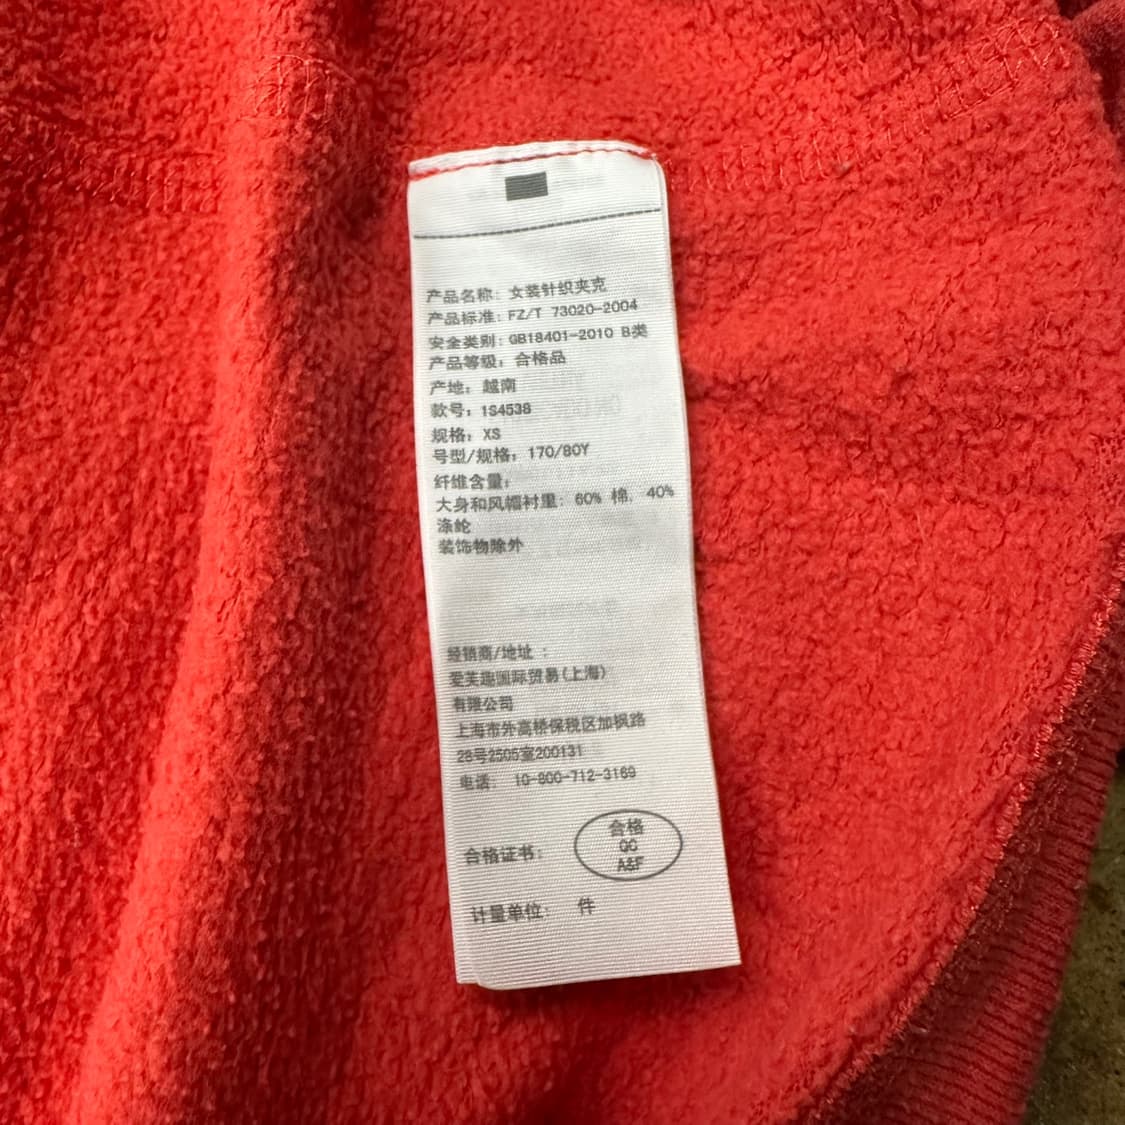 产品名称: 女装针织夹克
产品标准: FZ/T 73020-2004
安全类别: GB18401-2010 B类
产品等级: 合格品
产地: 越南
款号: 1S4538
规格: XS
号型/规格: 170/80Y
纤维含量:
大身和风帽衬里: 60% 棉, 40%
涤纶
装饰物除外
经销商/地址 :
爱芙趣国际贸易(上海)
有限公司
上海市外高桥保税区加枫路
28号2505室200131
电话: 10-800-712-3169
合格证书:
合格
QC
A&F
计量单位: 件